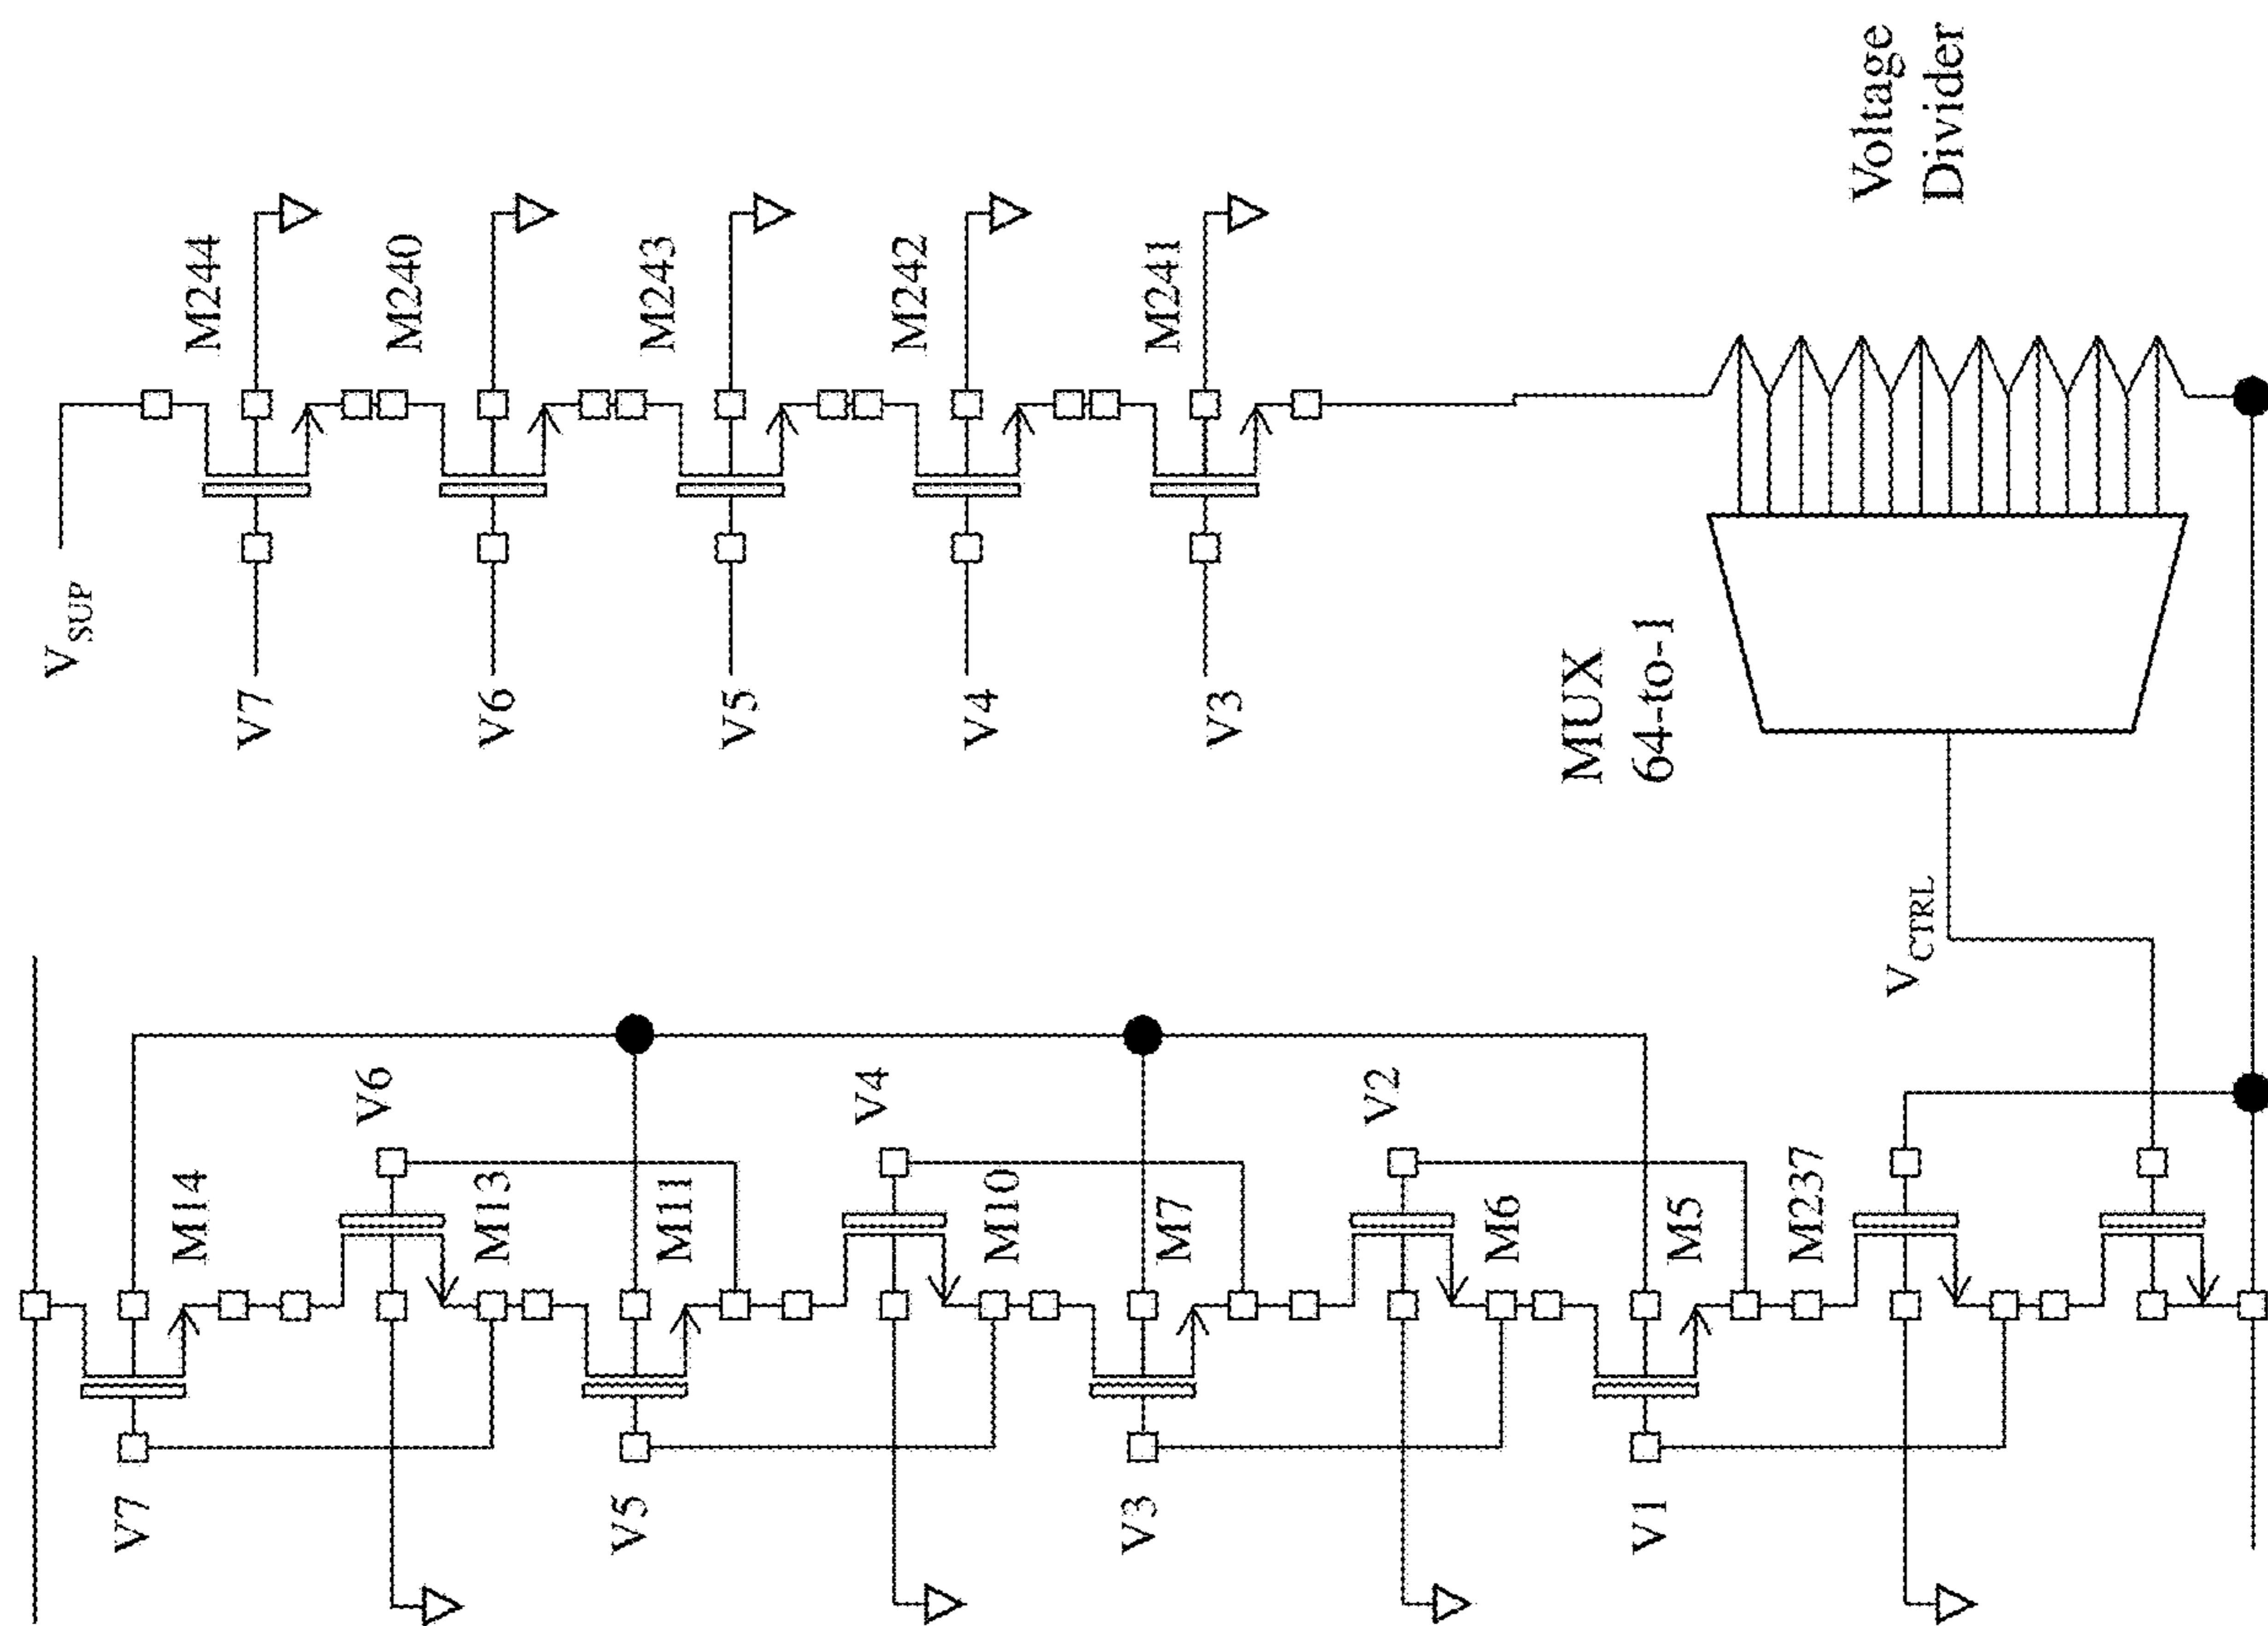 V_SUP
V7
M244
V6
M240
V5
M243
V4
M242
V3
M241
MUX
64-to-1
Voltage
Divider
V_CTRL
V7
M14
V6
M13
V5
M11
V4
M10
V3
M7
V2
M6
V1
M5
M237